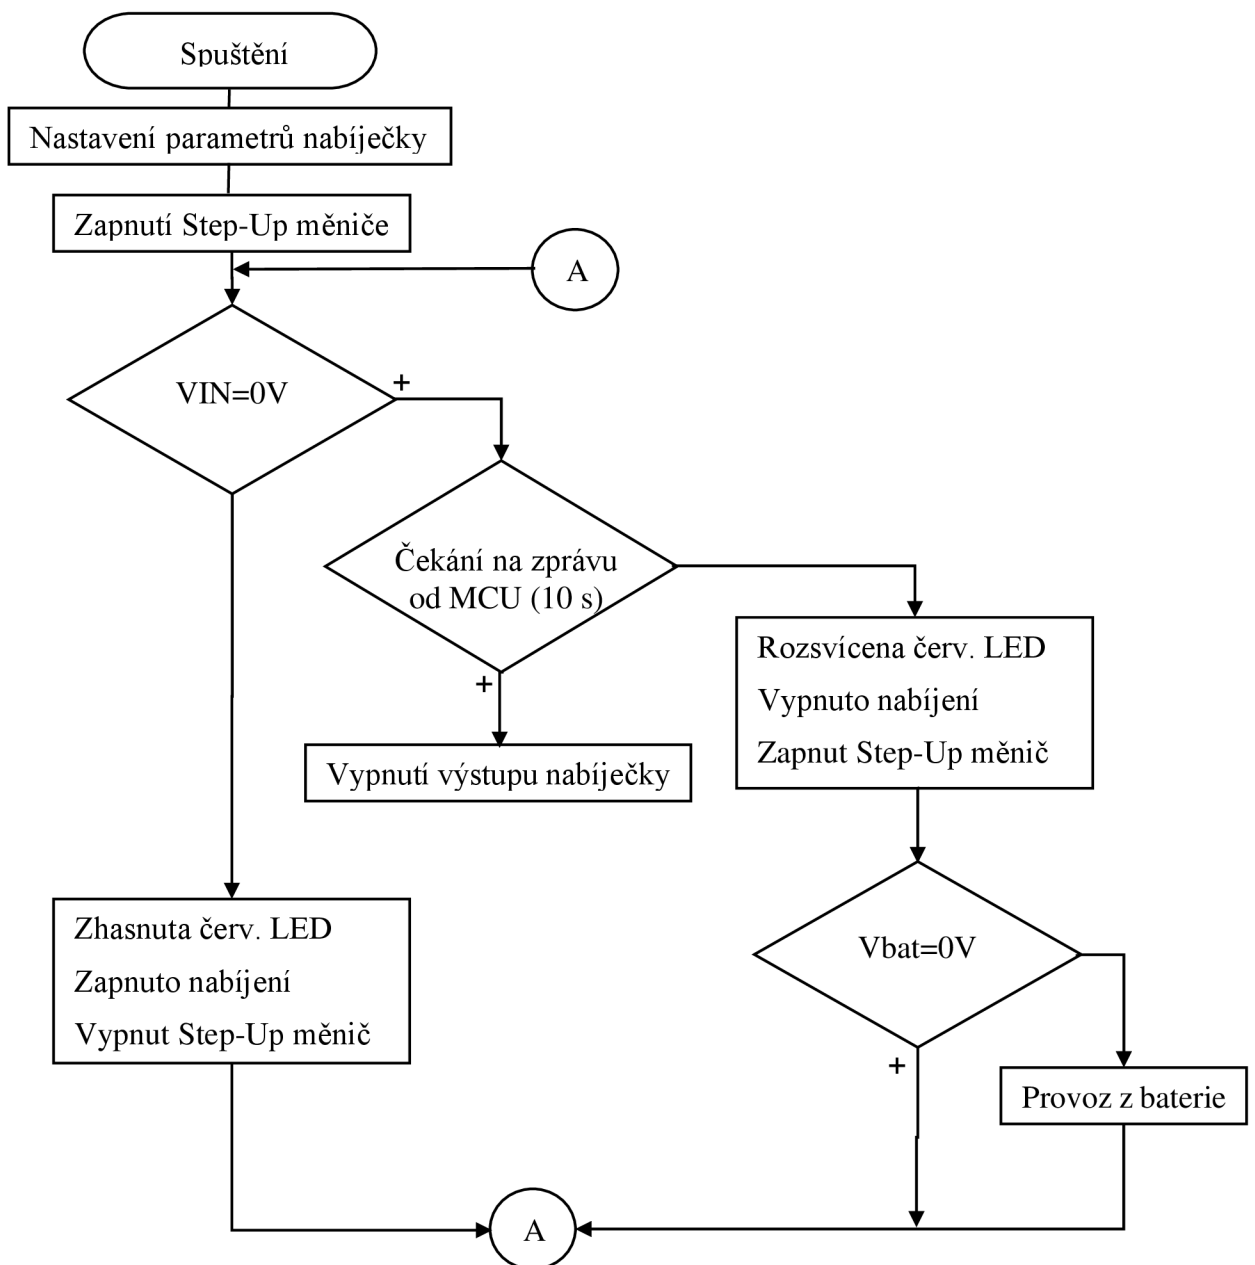 Spuštění
Nastavení parametrů nabíječky
Zapnutí Step-Up měniče
A
VIN=0V
+
Čekání na zprávu
od MCU (10 s)
+
Rozsvícena červ. LED
Vypnuto nabíjení
Zapnut Step-Up měnič
Vypnutí výstupu nabíječky
Zhasnuta červ. LED
Zapnuto nabíjení
Vypnut Step-Up měnič
Vbat=0V
+
Provoz z baterie
A